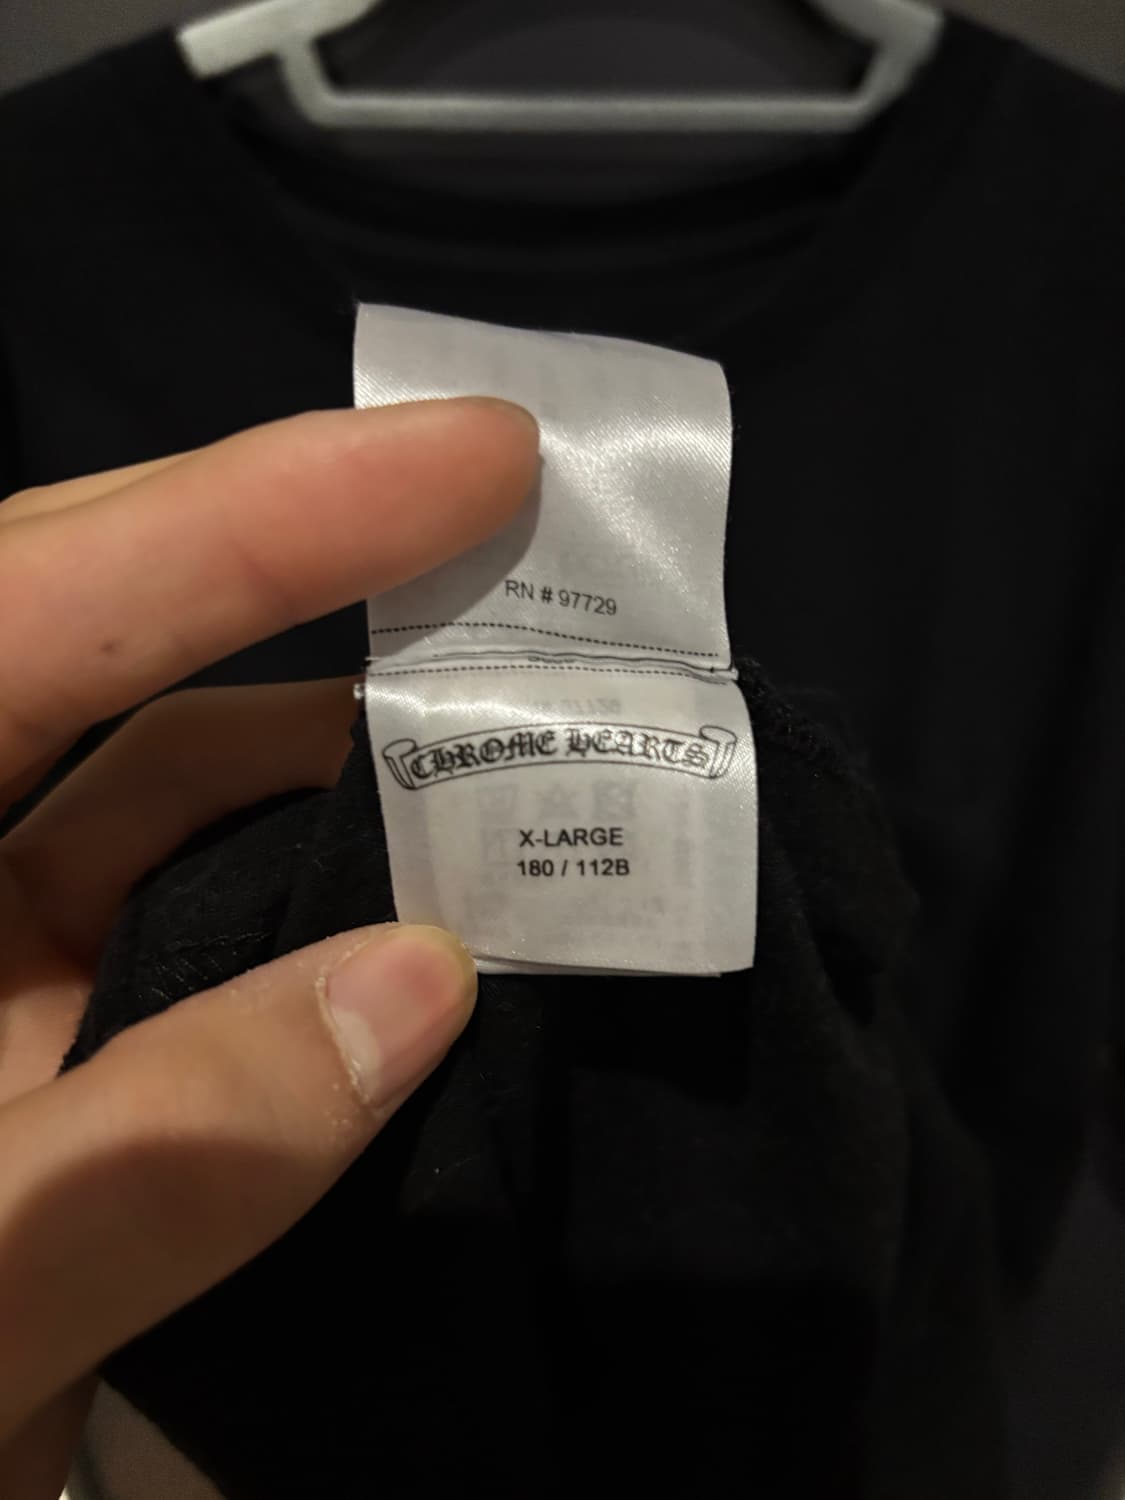 RN # 97729
CHROME HEARTS
X-LARGE
180 / 112B